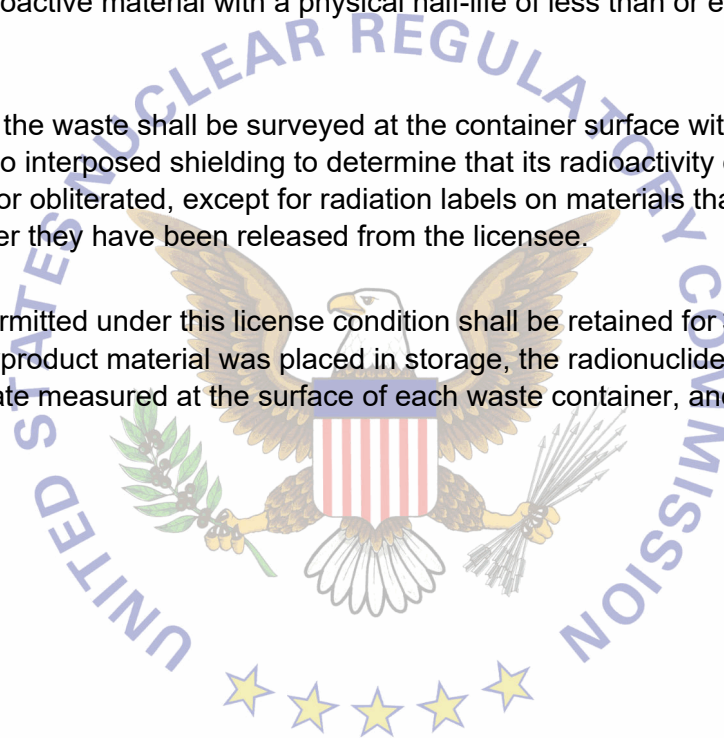 oactive material with a physical half-life of less than or e
the waste shall be surveyed at the container surface wit
o interposed shielding to determine that its radioactivity
or obliterated, except for radiation labels on materials tha
er they have been released from the licensee.
rmitted under this license condition shall be retained for
product material was placed in storage, the radionuclide
ate measured at the surface of each waste container, and
UNITED STATES NUCLEAR REGULATORY COMMISSION